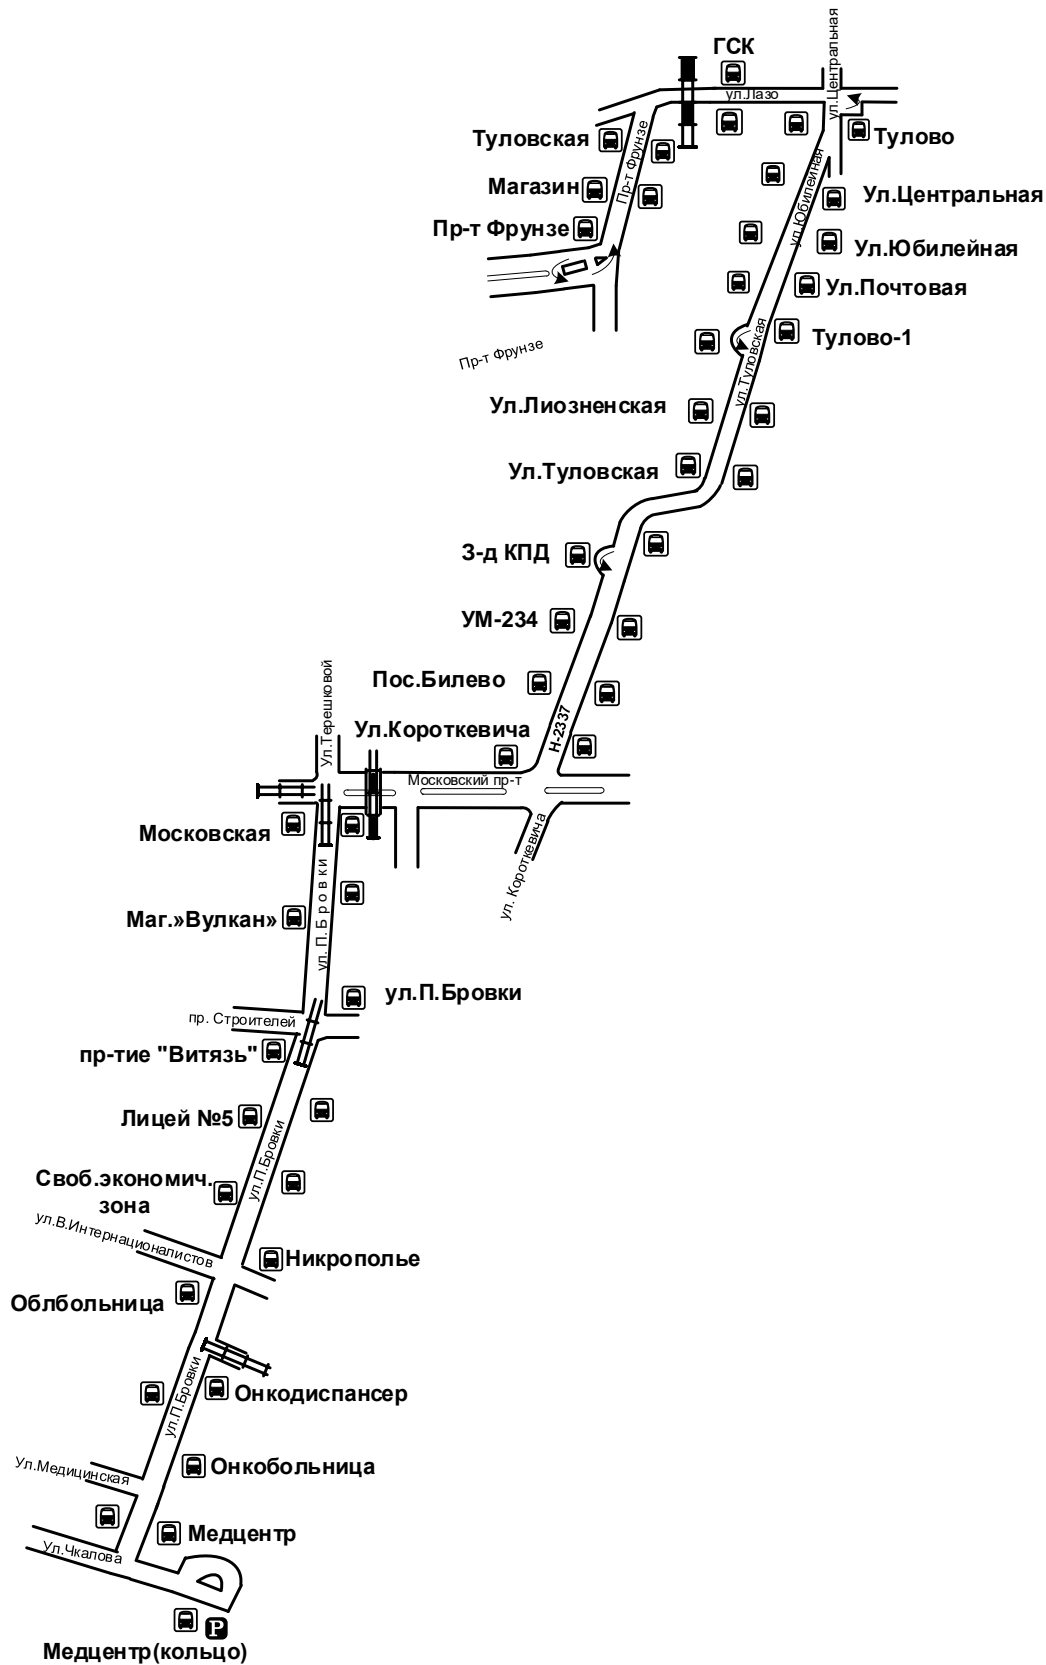 ГСК
ул.Центральная
ул.Лазо
Туловская
Пр-т Фрунзе
Тулово
Магазин
ул.Юбилейная
Ул.Центральная
Пр-т Фрунзе
Ул.Юбилейная
Ул.Почтовая
Тулово-1
Пр-т Фрунзе
ул.Туловская
Ул.Лиозненская
Ул.Туловская
З-д КПД
УМ-234
Пос.Билево
Ул.Терешковой
Ул.Короткевича
Н-2337
Московский пр-т
Московская
ул. Короткевича
ул. П.Бровки
Маг.»Вулкан»
ул.П.Бровки
пр. Строителей
пр-тие "Витязь"
Лицей №5
ул.П.Бровки
Своб.экономич.
зона
ул.В.Интернационалистов
Никрополье
Облбольница
ул.П.Бровки
Онкодиспансер
Ул.Медицинская
Онкобольница
Медцентр
Ул.Чкалова
P
Медцентр(кольцо)